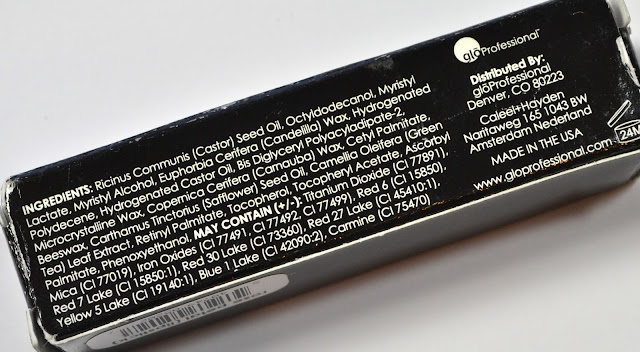 INGREDIENTS: Ricinus Communis (Castor) Seed Oil, Octyldodecanol, Myristyl
Lactate, Myristyl Alcohol, Euphorbia Cerifera (Candelilla) Wax, Hydrogenated
Polydecene, Hydrogenated Castor Oil, Bis Diglyceryl Polyacyladipate-2,
Microcrystalline Wax, Copernica Cerifera (Carnauba) Wax, Cetyl Palmitate,
Beeswax, Carthamus Tinctorius (Safflower) Seed Oil, Camellia Oleifera (Green
Tea) Leaf Extract, Retinyl Palmitate, Tocopherol, Tocopheryl Acetate, Ascorbyl
Palmitate, Phenoxyethanol, MAY CONTAIN (+/-): Titanium Dioxide (CI 77891),
Mica (CI 77019), Iron Oxides (CI 77491, CI 77492, CI 77499), Red 6 (CI 15850),
Red 7 Lake (CI 15850:1), Red 30 Lake (CI 73360), Red 27 Lake (CI 45410:1),
Yellow 5 Lake (CI 19140:1), Blue 1 Lake (CI 42090:2), Carmine (CI 75470)
glóProfessional™
Distributed By:
glóProfessional
Denver, CO 80223
Caleèl+Hayden
Naritaweg 165 1043 BW
Amsterdam Nederland
MADE IN THE USA
www.gloprofessional.com